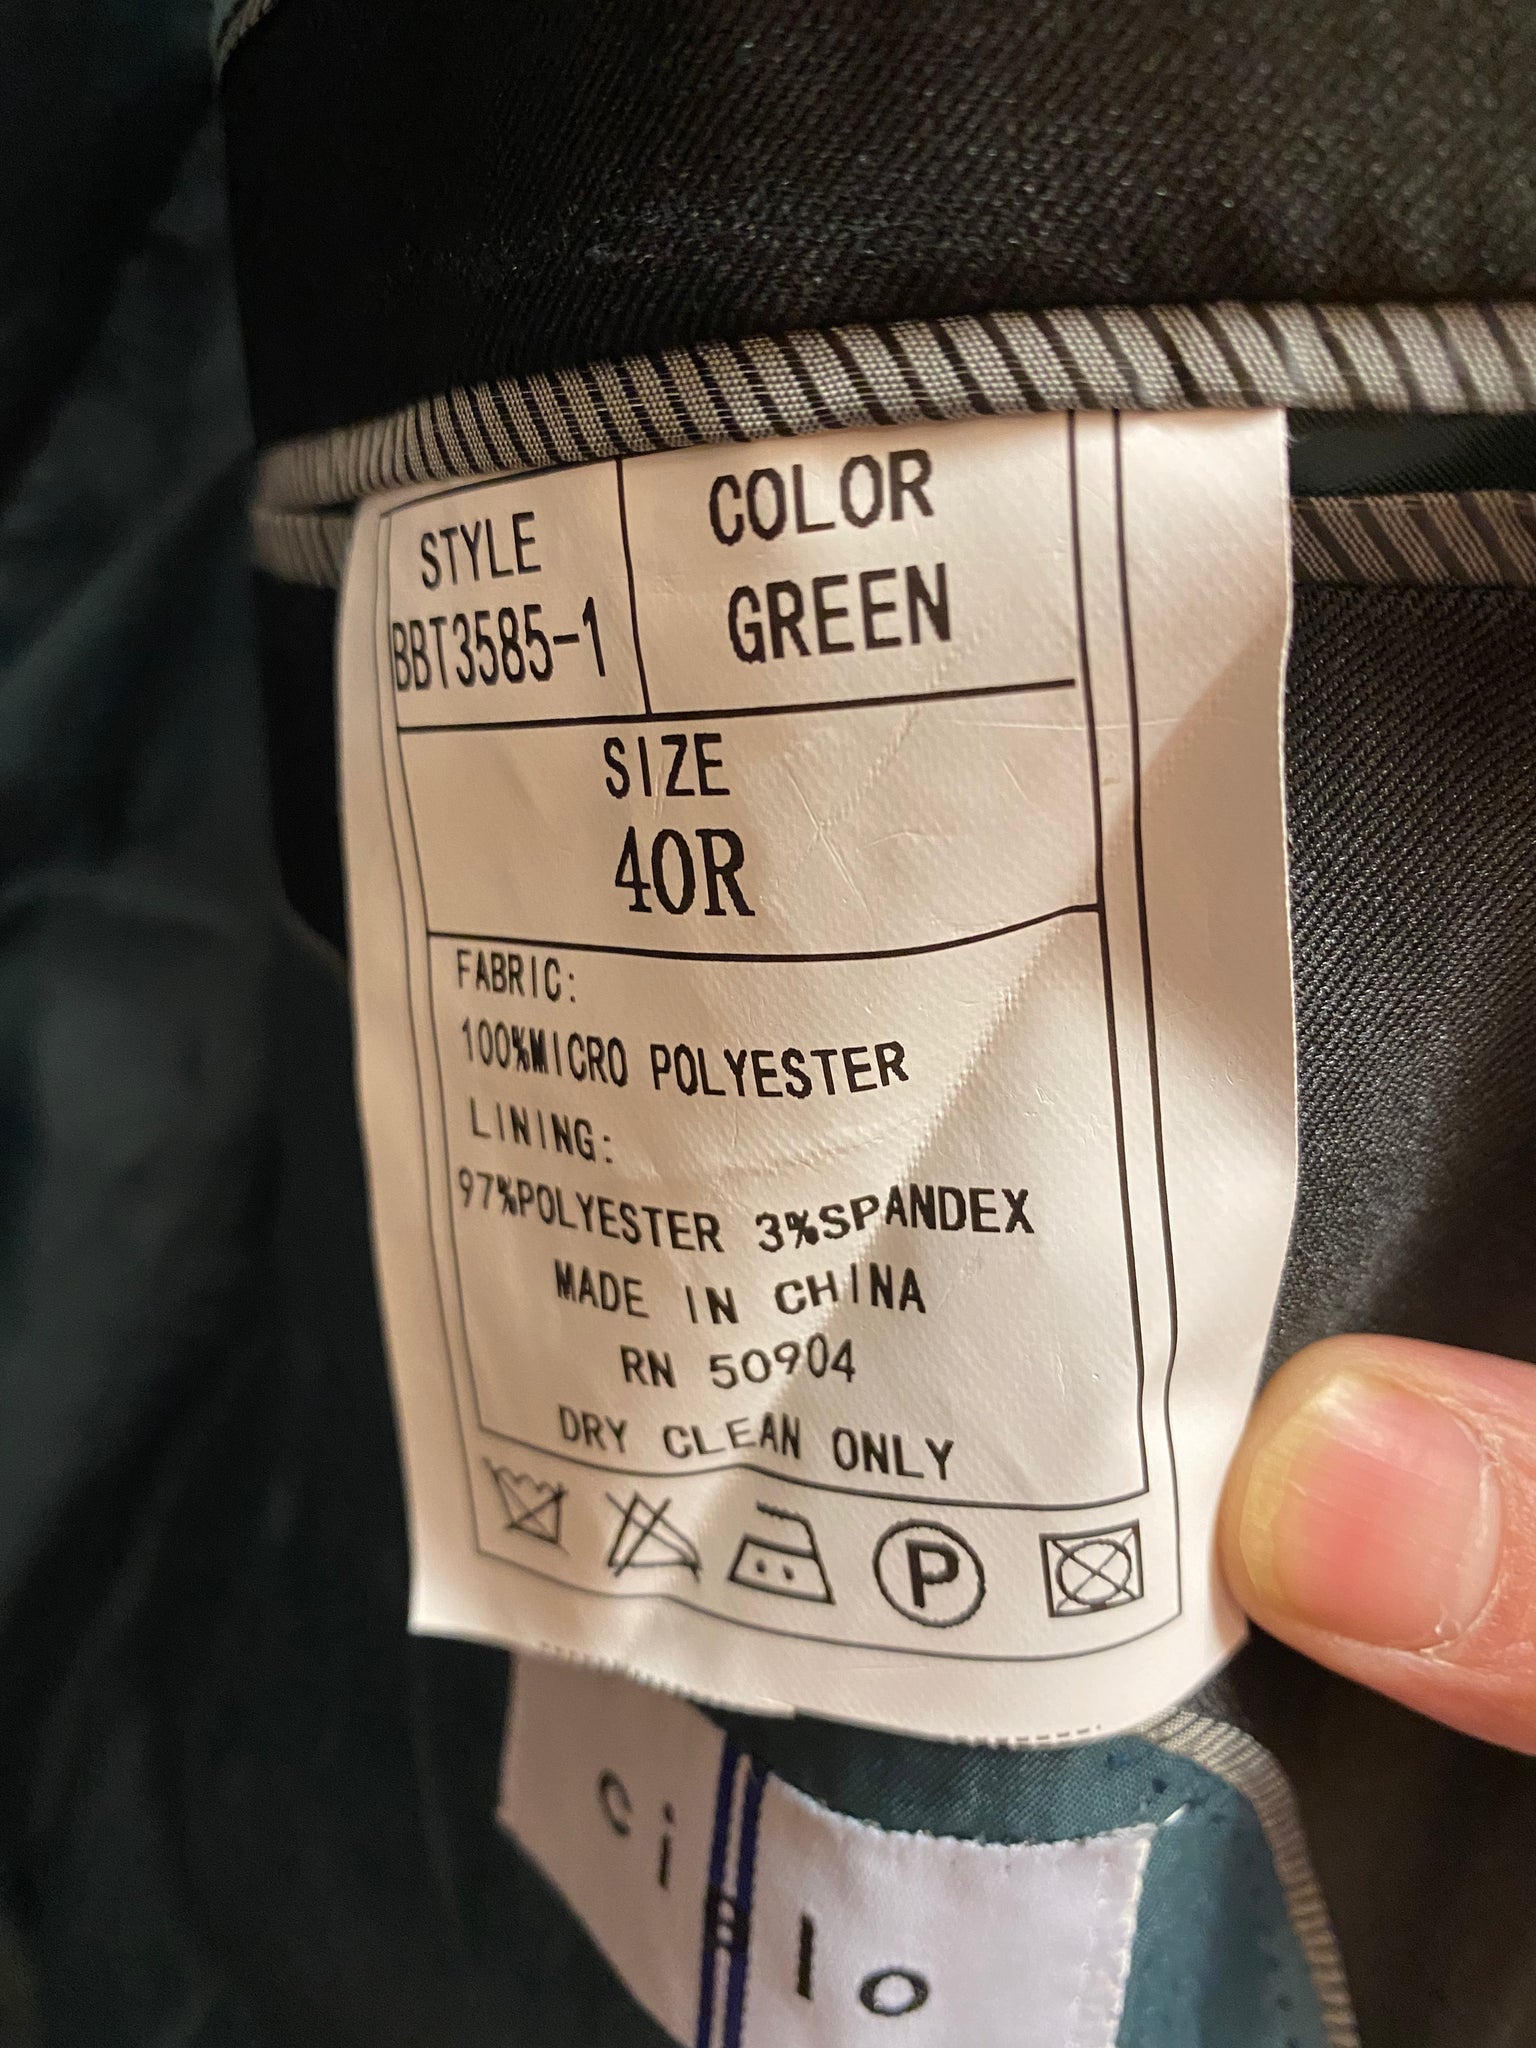 STYLE
BBT3585-1
COLOR
GREEN
SIZE
40R
FABRIC:
100%MICRO POLYESTER
LINING:
97%POLYESTER 3%SPANDEX
MADE IN CHINA
RN 50904
DRY CLEAN ONLY
P